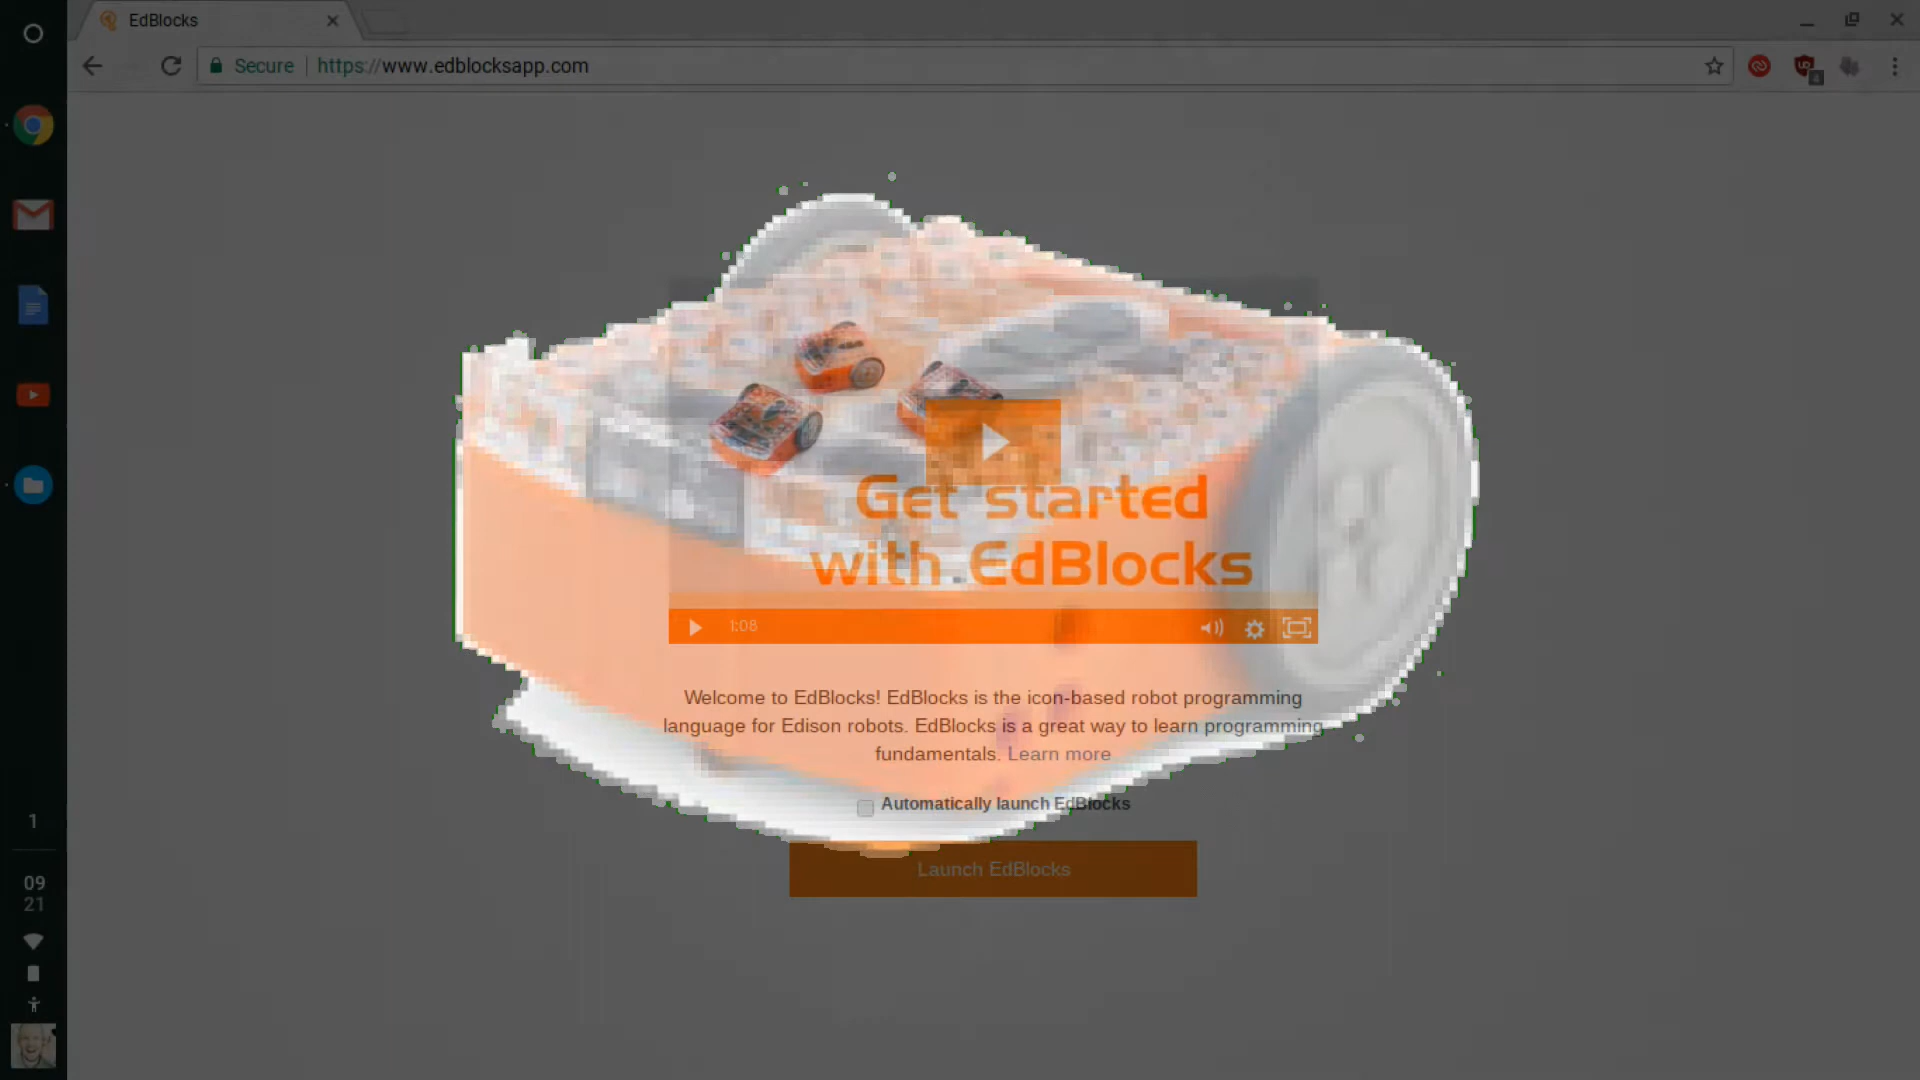 EdBlocks
Secure https://www.edblocksapp.com
4
Get started
with EdBlocks
1:08
Welcome to EdBlocks! EdBlocks is the icon-based robot programming
language for Edison robots. EdBlocks is a great way to learn programming
fundamentals. Learn more
Automatically launch EdBlocks
Launch EdBlocks
1
09
21